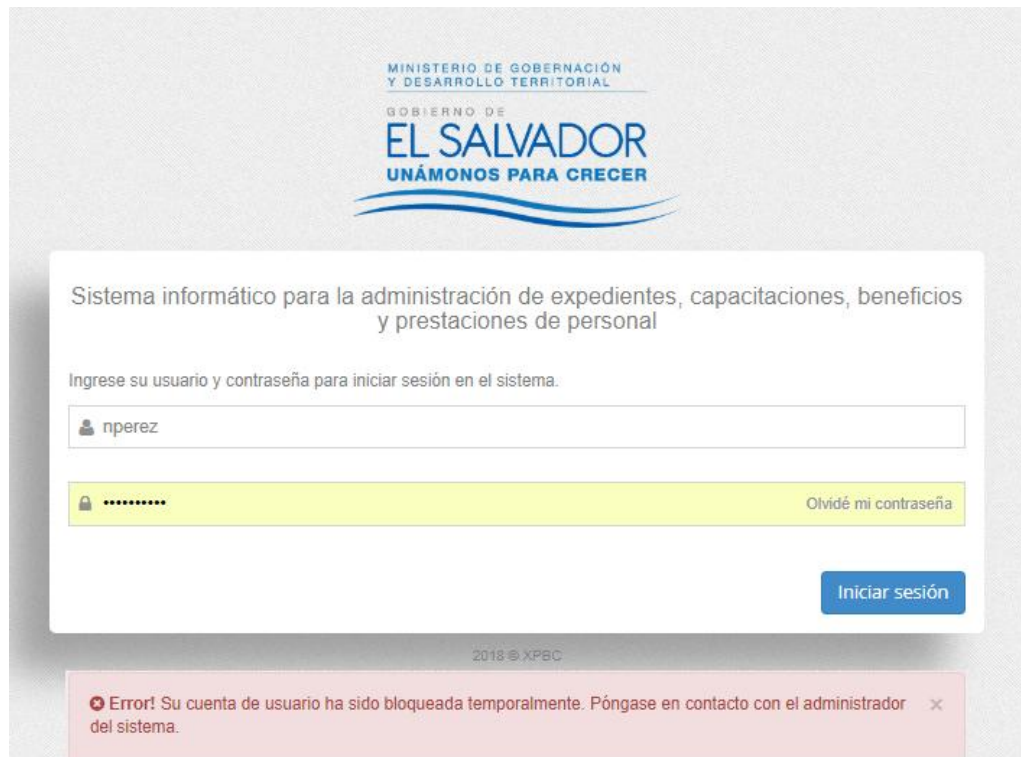 MINISTERIO DE GOBERNACIÓN
Y DESARROLLO TERRITORIAL
GOBIERNO DE
EL SALVADOR
UNÁMONOS PARA CRECER
Sistema informático para la administración de expedientes, capacitaciones, beneficios
y prestaciones de personal
Ingrese su usuario y contraseña para iniciar sesión en el sistema.
nperez
•••••••••• Olvidé mi contraseña
Iniciar sesión
2018 © XPBC
Error! Su cuenta de usuario ha sido bloqueada temporalmente. Póngase en contacto con el administrador ×
del sistema.